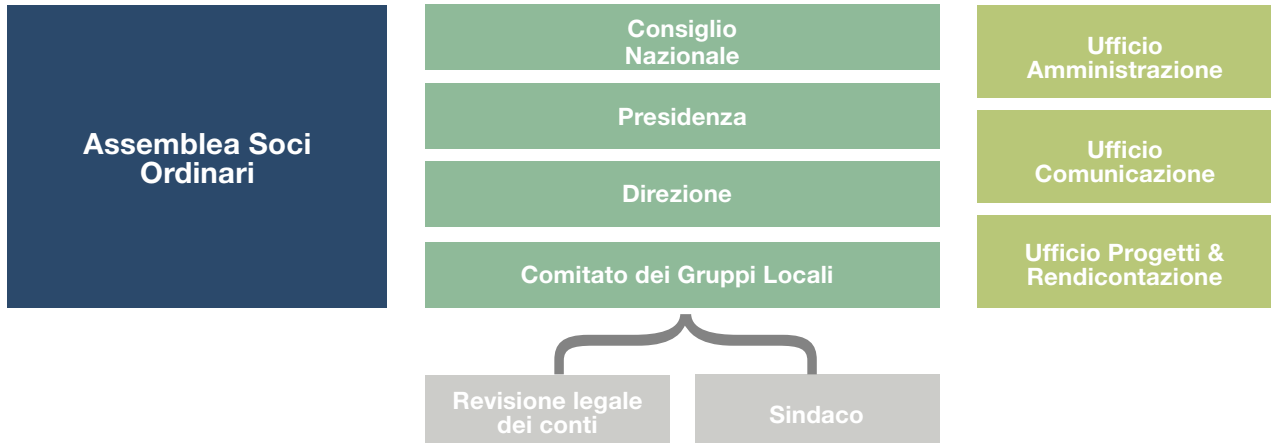 Assemblea Soci
Ordinari
Consiglio
Nazionale
Presidenza
Direzione
Comitato dei Gruppi Locali
Revisione legale
dei conti
Sindaco
Ufficio
Amministrazione
Ufficio
Comunicazione
Ufficio Progetti &
Rendicontazione